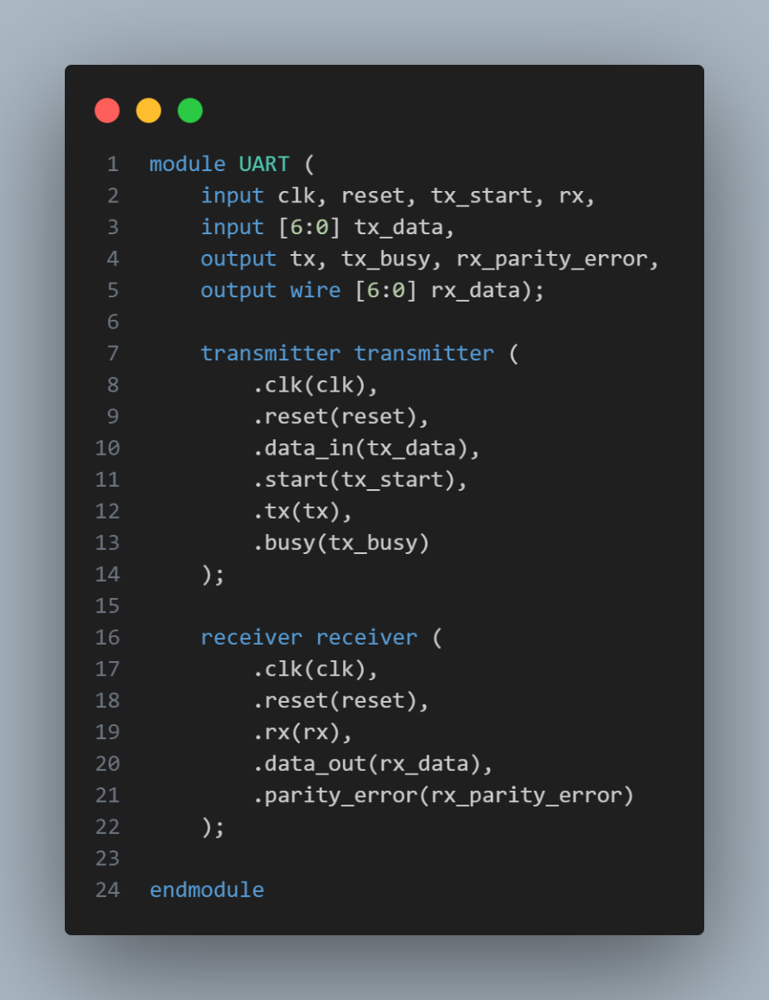 1 module UART (
2     input clk, reset, tx_start, rx,
3     input [6:0] tx_data,
4     output tx, tx_busy, rx_parity_error,
5     output wire [6:0] rx_data);
6
7     transmitter transmitter (
8         .clk(clk),
9         .reset(reset),
10         .data_in(tx_data),
11         .start(tx_start),
12         .tx(tx),
13         .busy(tx_busy)
14     );
15
16     receiver receiver (
17         .clk(clk),
18         .reset(reset),
19         .rx(rx),
20         .data_out(rx_data),
21         .parity_error(rx_parity_error)
22     );
23
24 endmodule